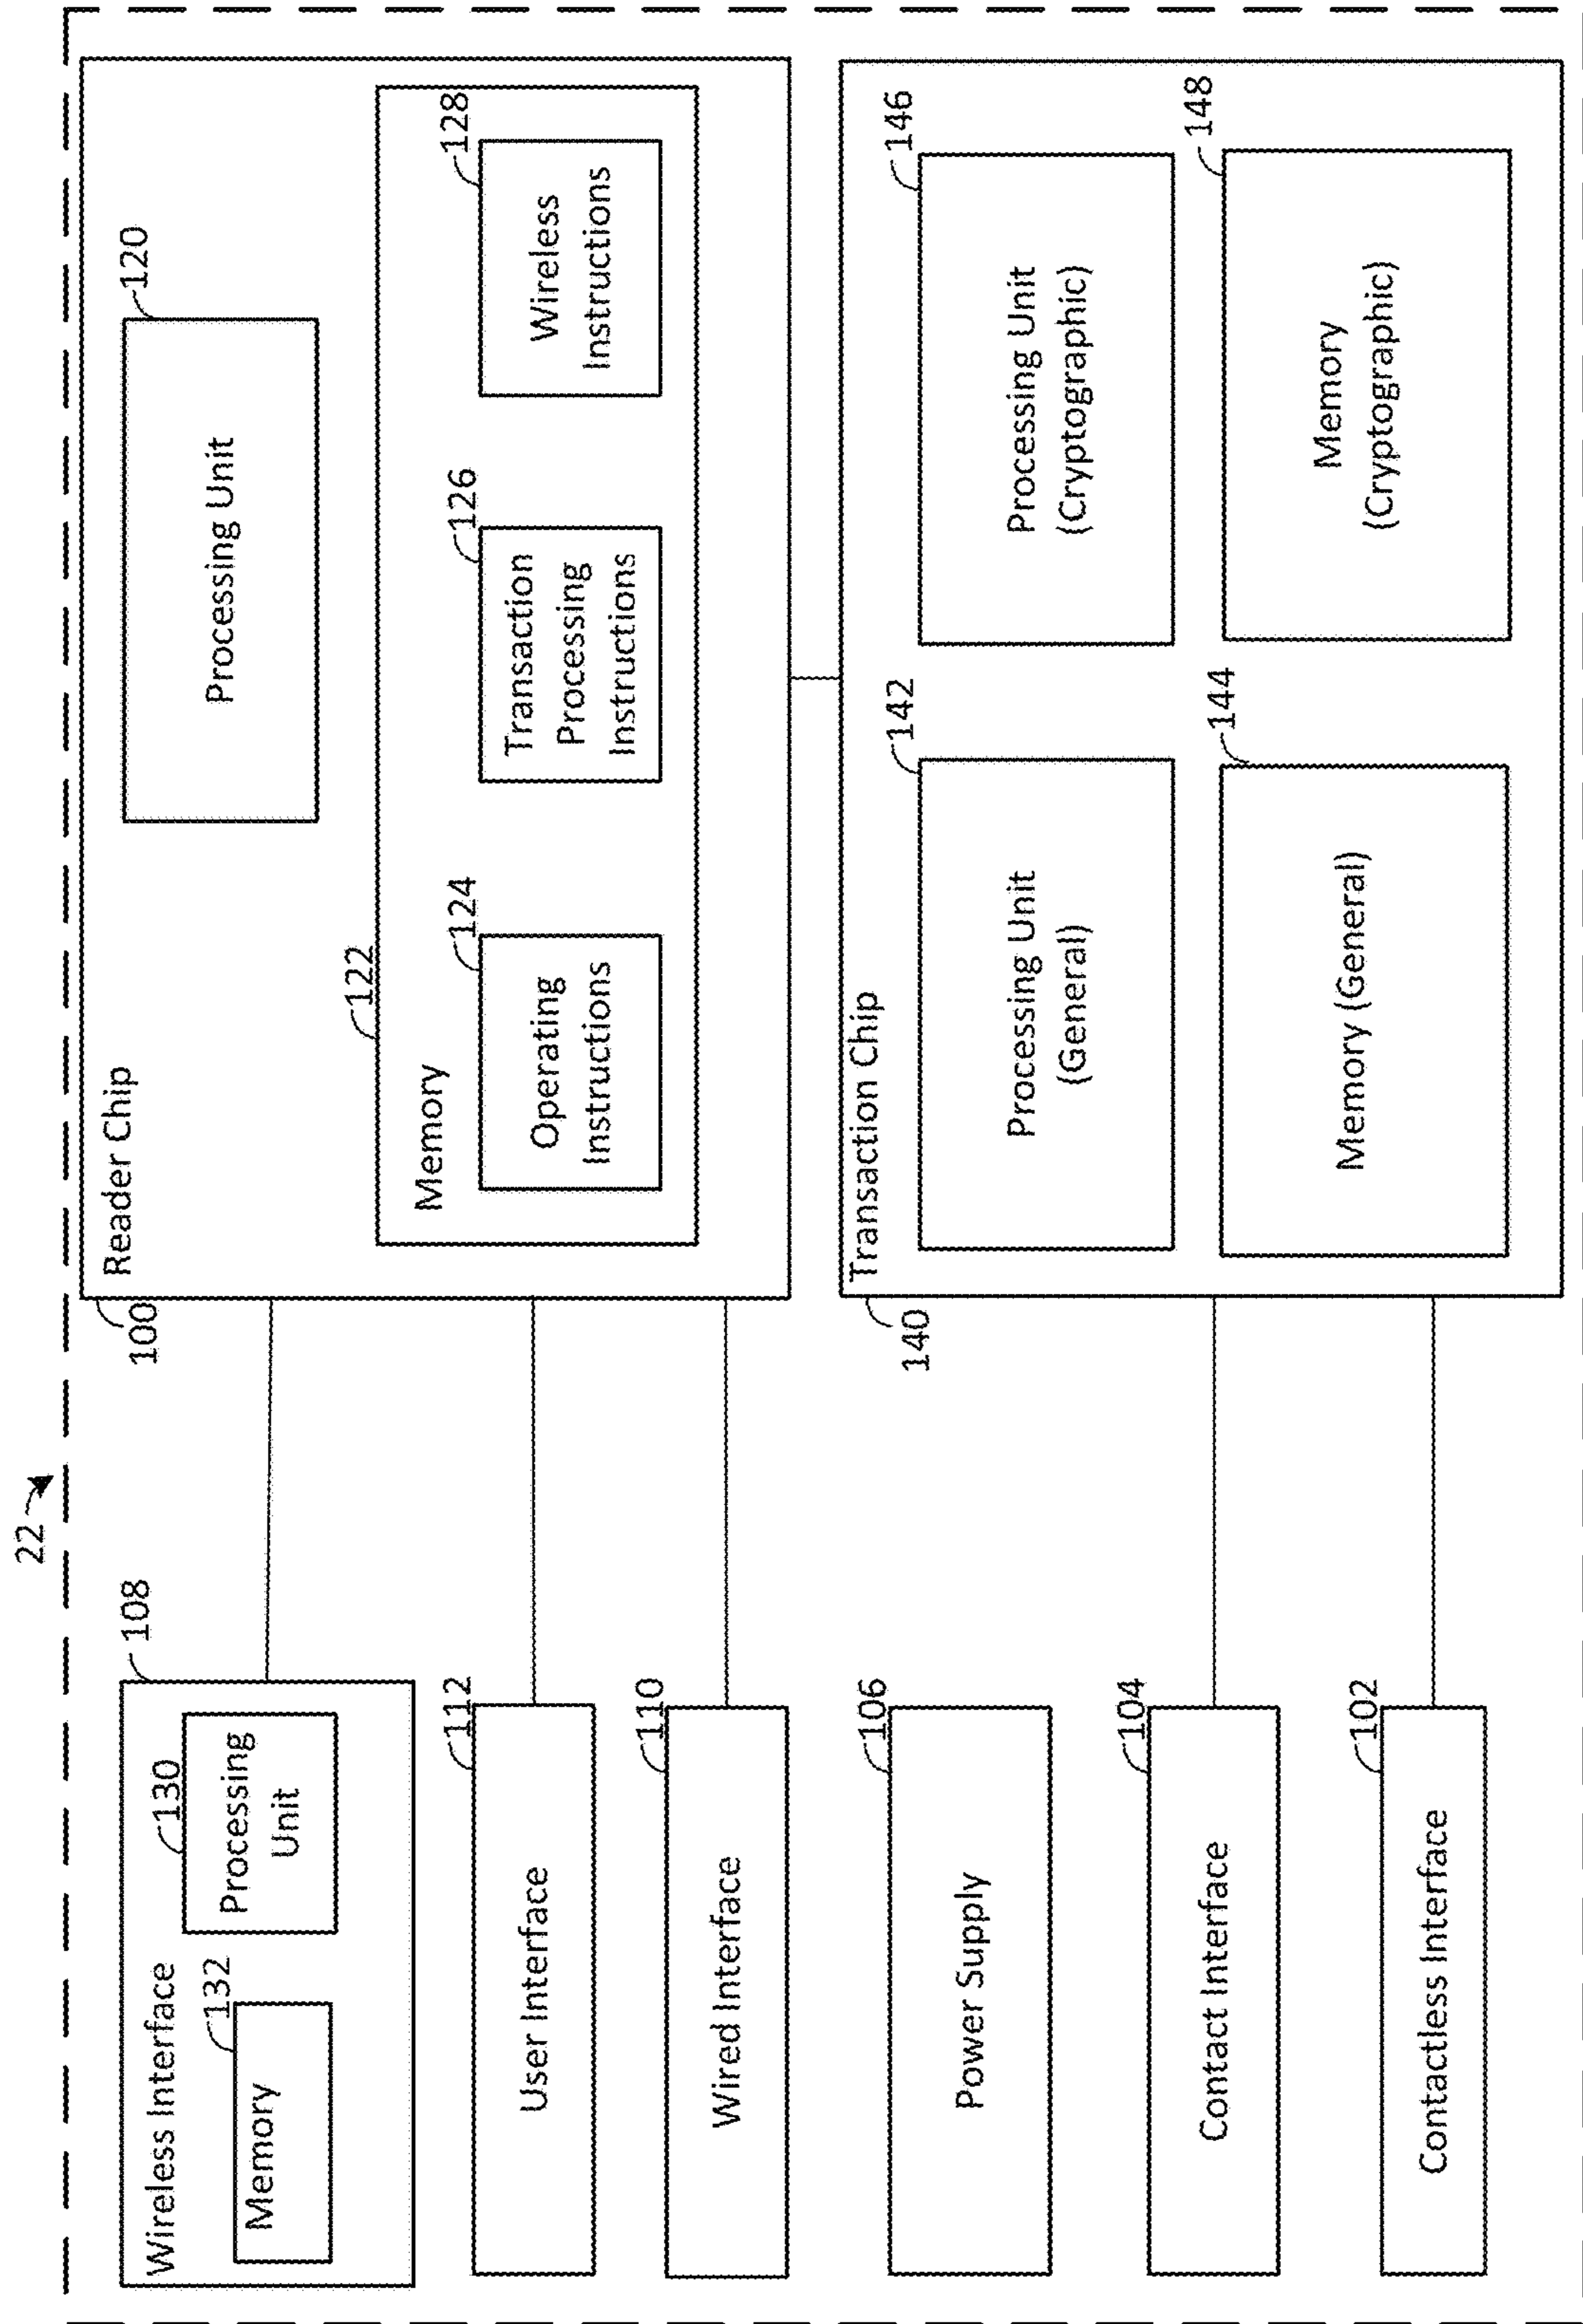 22
Wireless Interface
108
130
Processing
Unit
132
Memory
112
User Interface
110
Wired Interface
106
Power Supply
104
Contact Interface
102
Contactless Interface
100
Reader Chip
120
Processing Unit
122
Memory
124
Operating
Instructions
126
Transaction
Processing
Instructions
128
Wireless
Instructions
140
Transaction Chip
142
Processing Unit
(General)
146
Processing Unit
(Cryptographic)
144
Memory (General)
148
Memory
(Cryptographic)